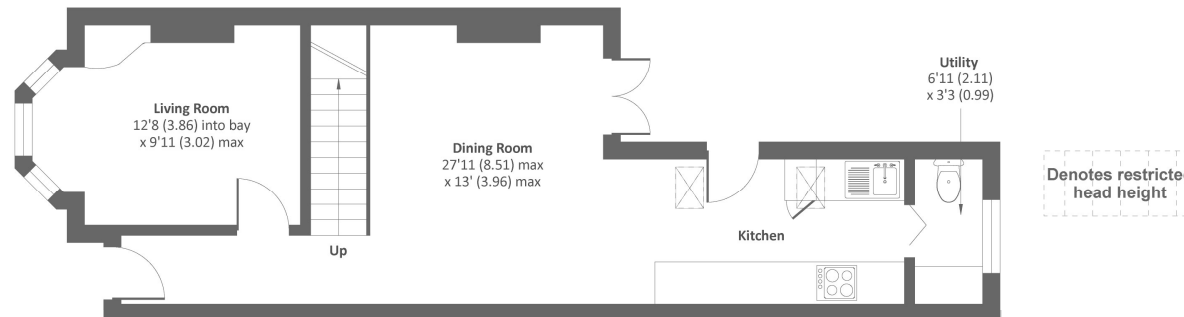 Living Room
12'8 (3.86) into bay
x 9'11 (3.02) max
Up
Dining Room
27'11 (8.51) max
x 13' (3.96) max
Kitchen
Utility
6'11 (2.11)
x 3'3 (0.99)
Denotes restricte
head height